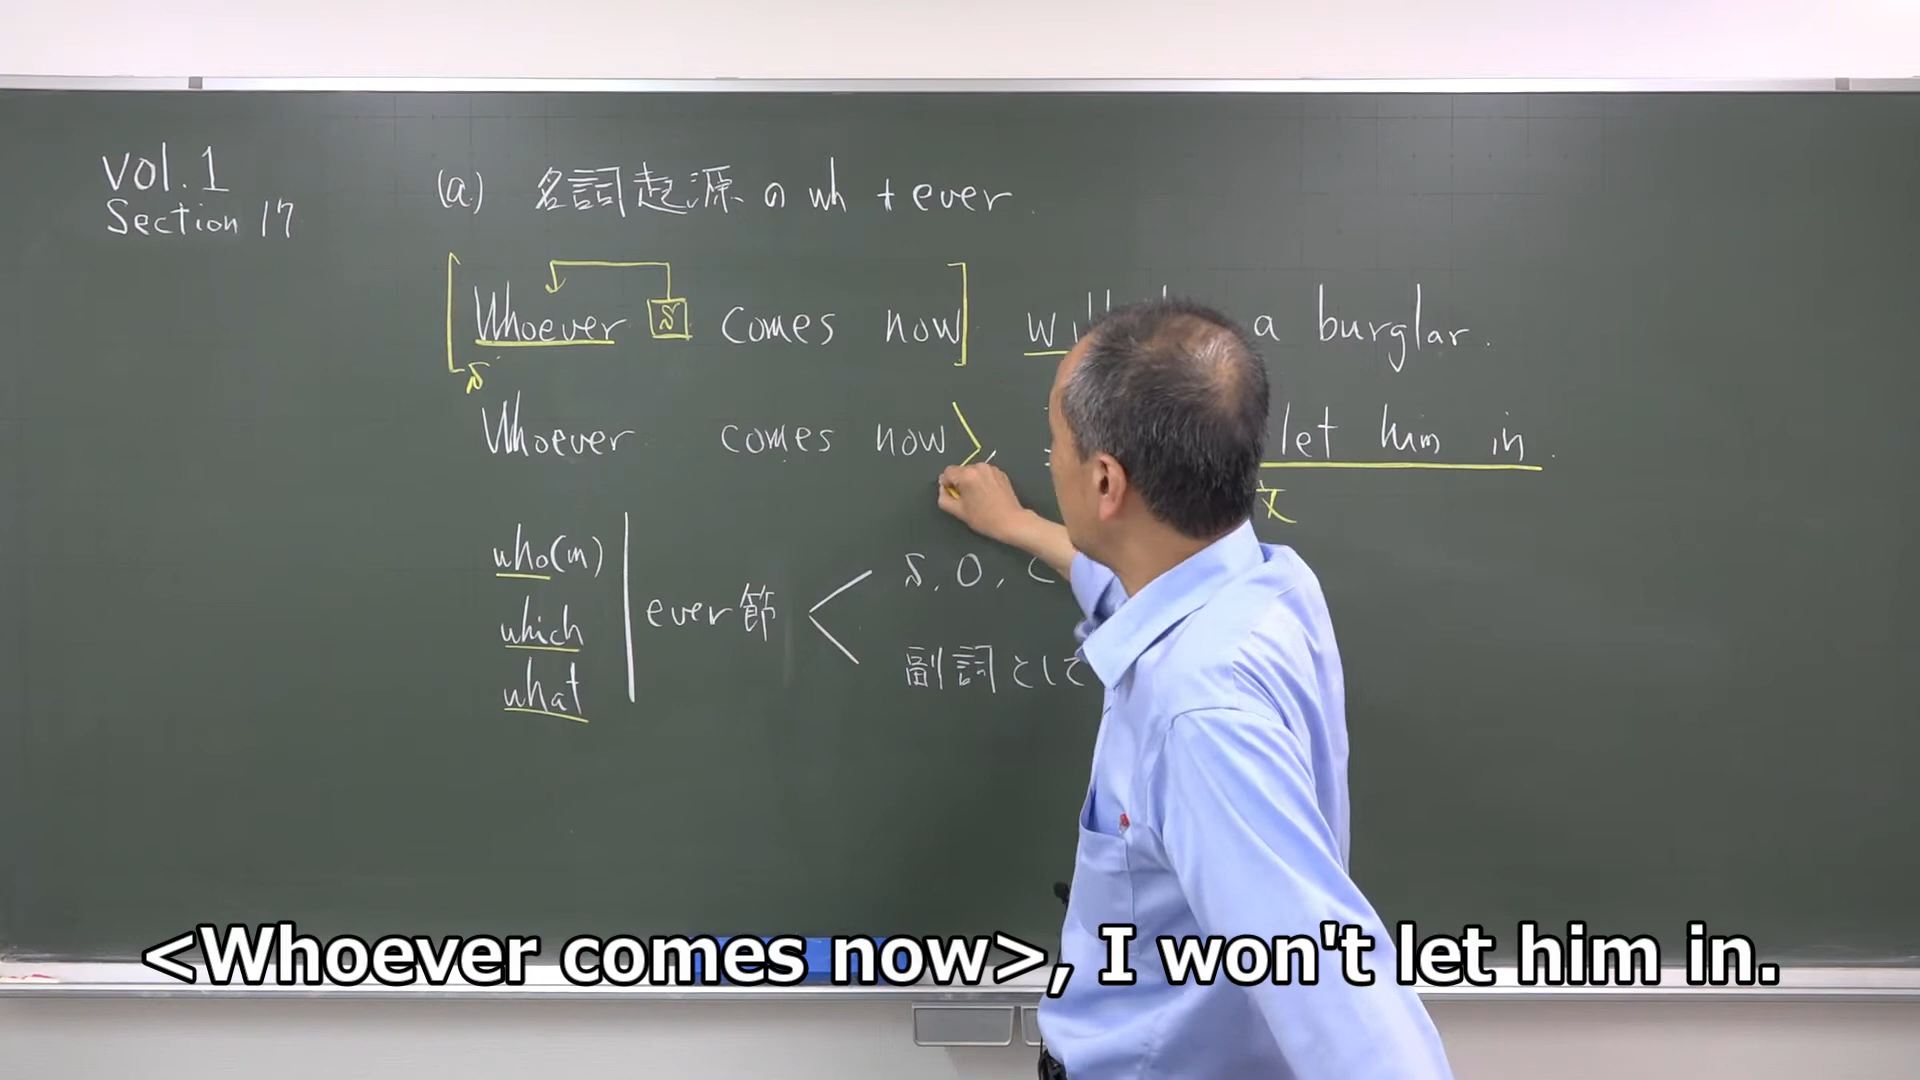 vol. 1
Section 17
(a) 名詞起源の wh + ever
[Whoever S comes now] a burglar.
S
Whoever comes now〉, let him in.
文
who(m)
which
what
ever節
S, O, C
副詞として
<Whoever comes now>, I won't let him in.